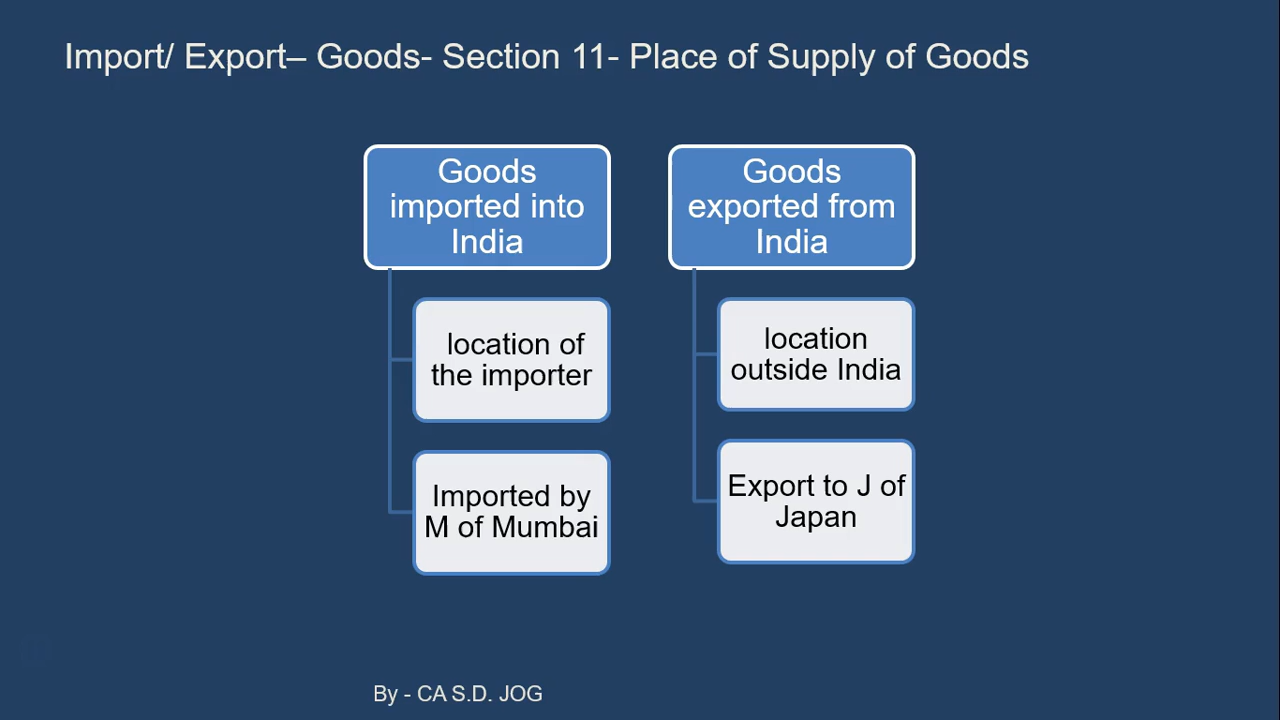 Import/ Export– Goods- Section 11- Place of Supply of Goods
Goods
imported into
India
location of
the importer
Imported by
M of Mumbai
Goods
exported from
India
location
outside India
Export to J of
Japan
By - CA S.D. JOG